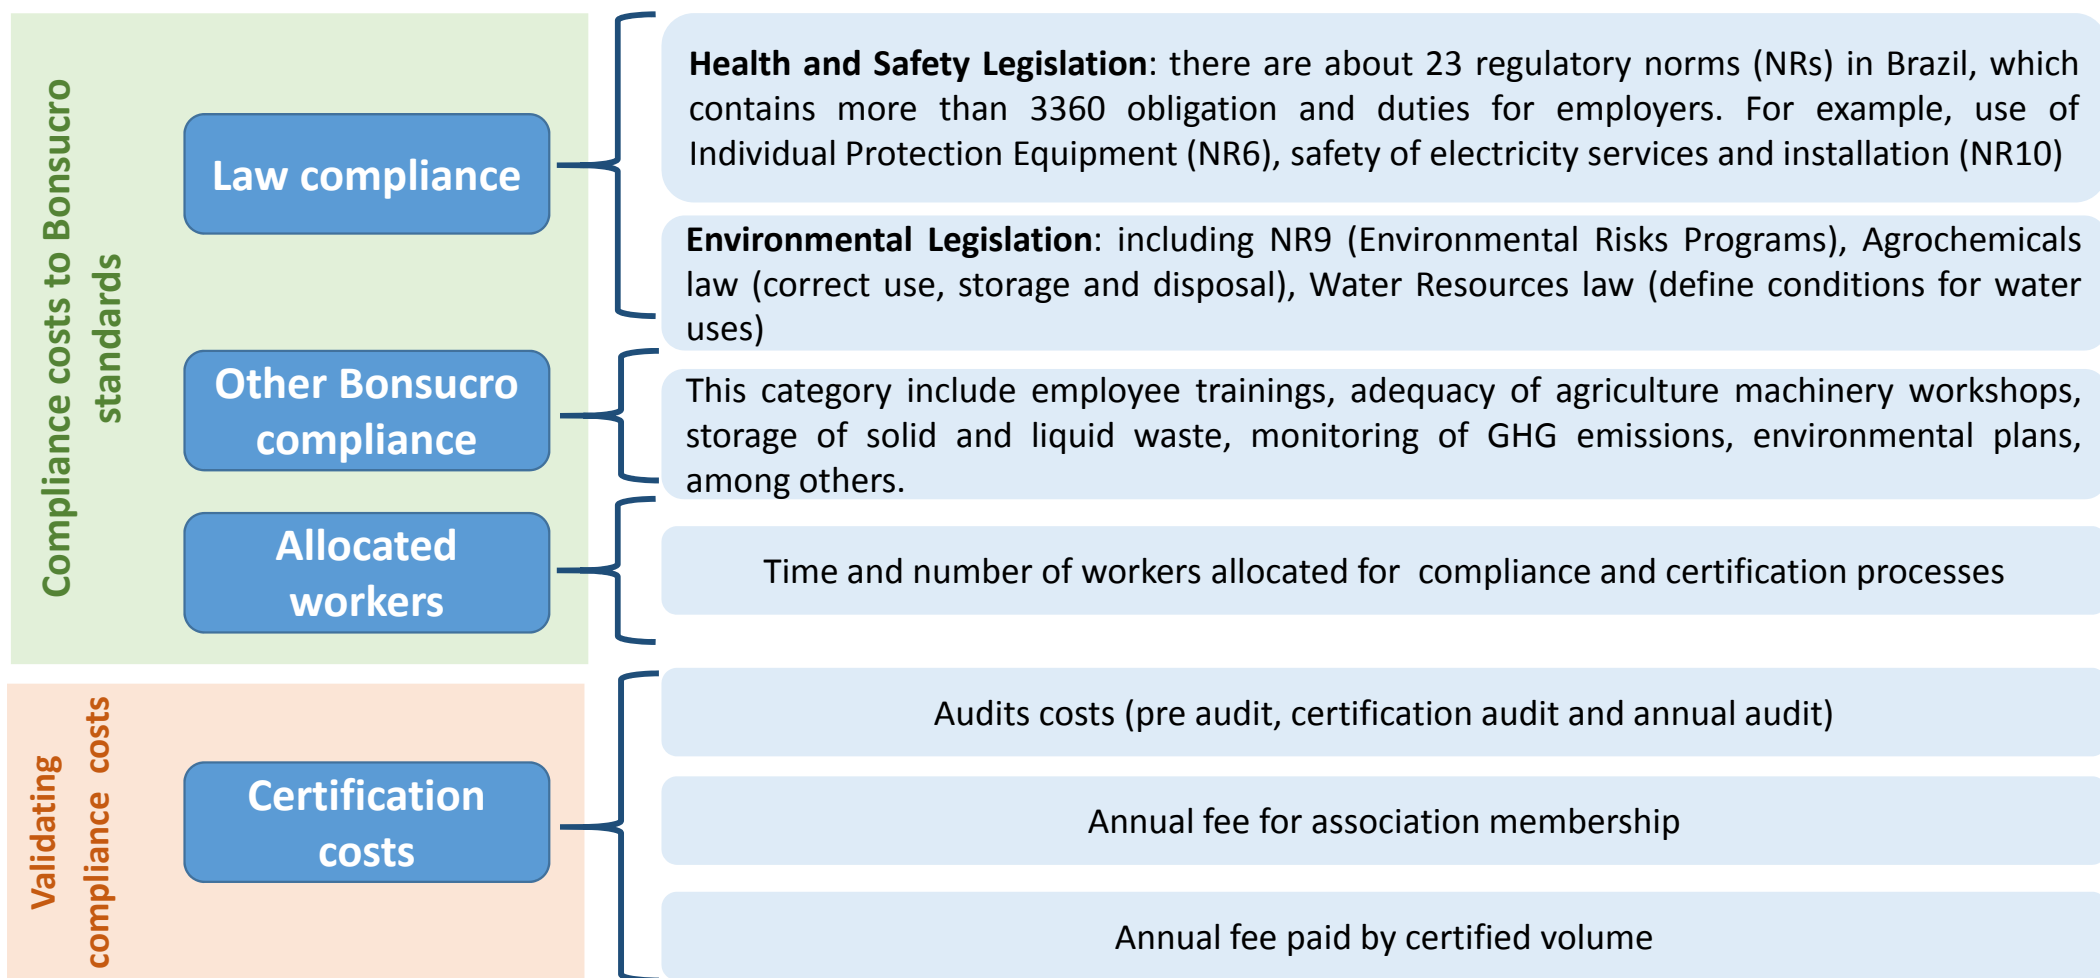 Compliance costs to Bonsucro
standards
Law compliance
Health and Safety Legislation: there are about 23 regulatory norms (NRs) in Brazil, which
contains more than 3360 obligation and duties for employers. For example, use of
Individual Protection Equipment (NR6), safety of electricity services and installation (NR10)
Environmental Legislation: including NR9 (Environmental Risks Programs), Agrochemicals
law (correct use, storage and disposal), Water Resources law (define conditions for water
uses)
Other Bonsucro
compliance
This category include employee trainings, adequacy of agriculture machinery workshops,
storage of solid and liquid waste, monitoring of GHG emissions, environmental plans,
among others.
Allocated
workers
Time and number of workers allocated for compliance and certification processes
Validating
compliance costs
Certification
costs
Audits costs (pre audit, certification audit and annual audit)
Annual fee for association membership
Annual fee paid by certified volume